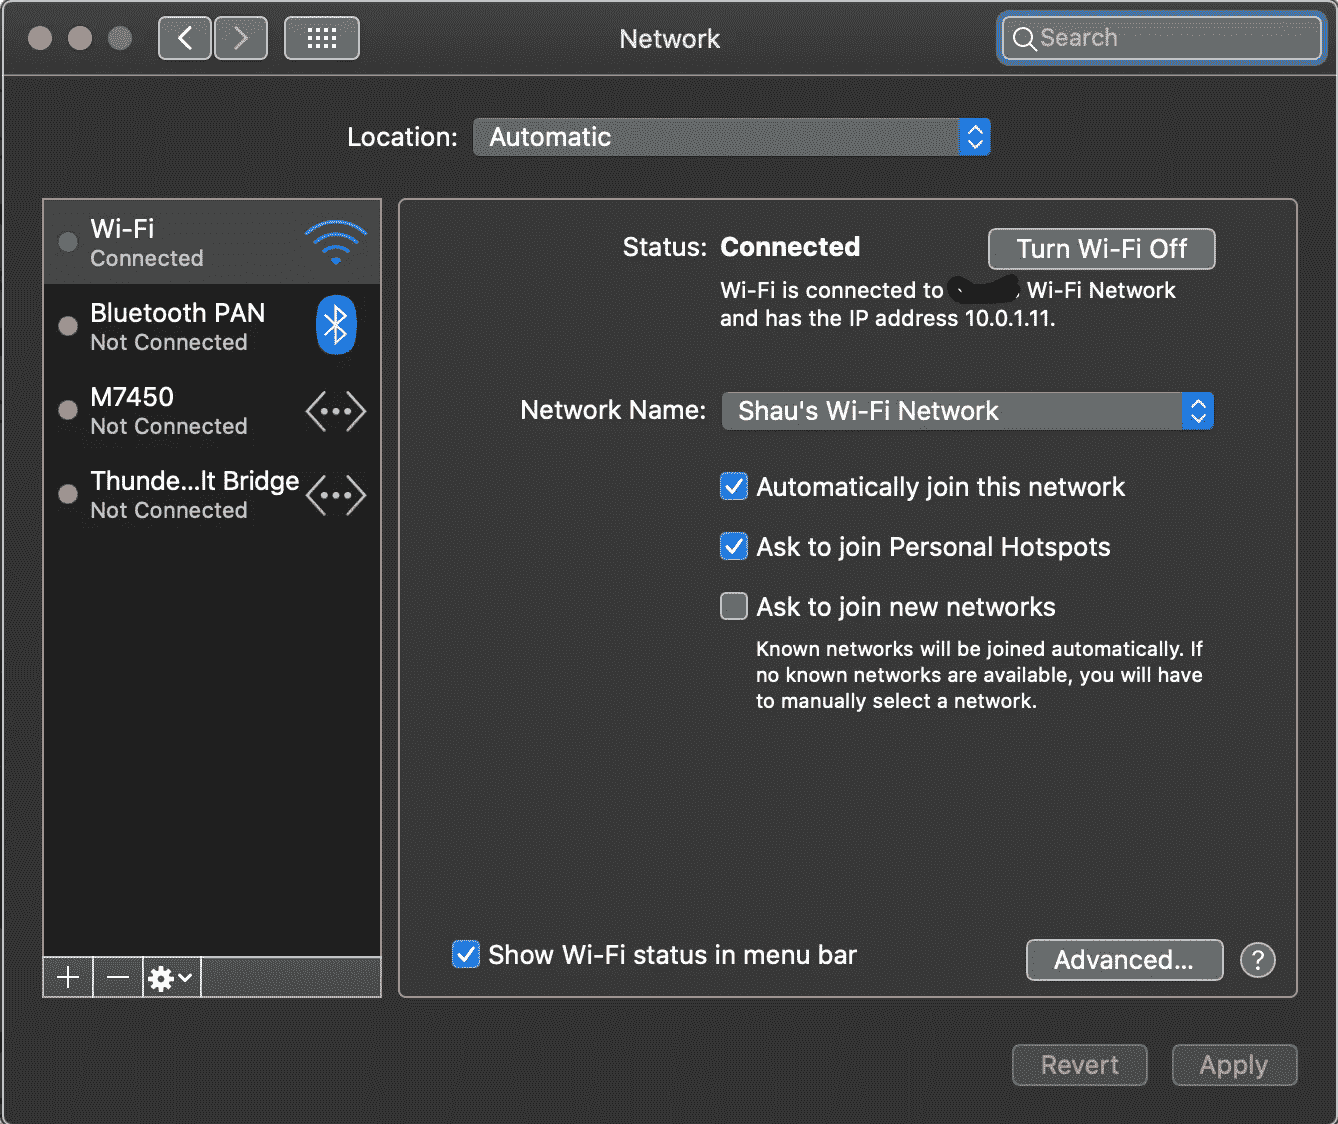 Network
Search
Location: Automatic
Wi-Fi
Connected
Bluetooth PAN
Not Connected
M7450
Not Connected
Thunde...lt Bridge
Not Connected
Status: Connected
Turn Wi-Fi Off
Wi-Fi is connected to Wi-Fi Network
and has the IP address 10.0.1.11.
Network Name: Shau's Wi-Fi Network
Automatically join this network
Ask to join Personal Hotspots
Ask to join new networks
Known networks will be joined automatically. If
no known networks are available, you will have
to manually select a network.
Show Wi-Fi status in menu bar
Advanced...
?
Revert
Apply